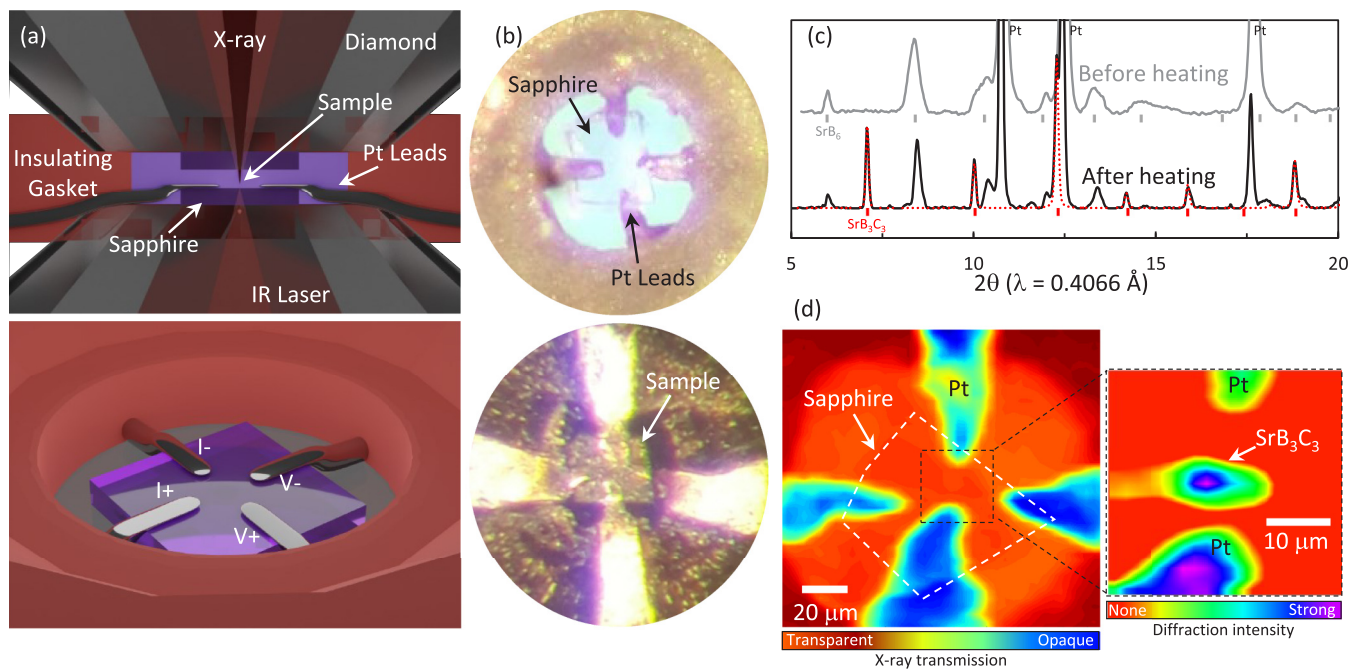 (a)
X-ray
Diamond
Sample
Insulating
Gasket
Pt Leads
Sapphire
IR Laser
I-
V-
I+
V+
(b)
Sapphire
Pt Leads
Sample
(c)
Pt
Pt
Pt
Before heating
SrB₆
After heating
SrB₃C₃
5
10
15
20
2θ (λ = 0.4066 Å)
(d)
Pt
Sapphire
20 μm
Transparent
Opaque
X-ray transmission
Pt
SrB₃C₃
10 μm
Pt
None
Strong
Diffraction intensity